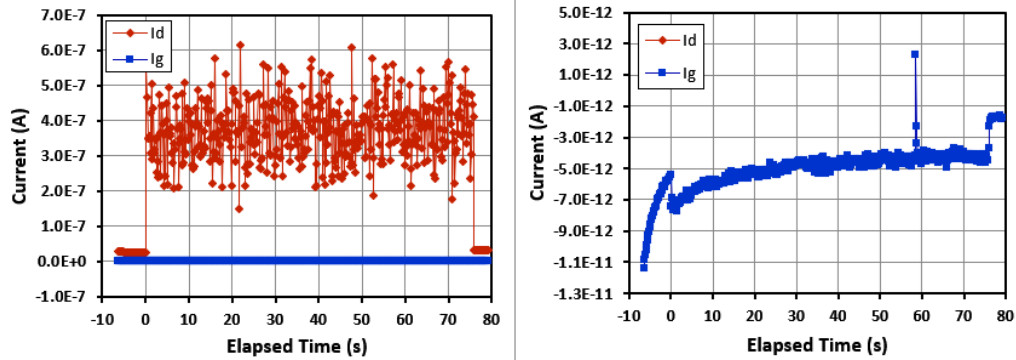 7.0E-7
6.0E-7
5.0E-7
4.0E-7
3.0E-7
2.0E-7
1.0E-7
0.0E+0
-1.0E-7
Current (A)
Id
Ig
-10 0 10 20 30 40 50 60 70 80
Elapsed Time (s)
5.0E-12
3.0E-12
1.0E-12
-1.0E-12
-3.0E-12
-5.0E-12
-7.0E-12
-9.0E-12
-1.1E-11
-1.3E-11
Current (A)
Id
Ig
-10 0 10 20 30 40 50 60 70 80
Elapsed Time (s)